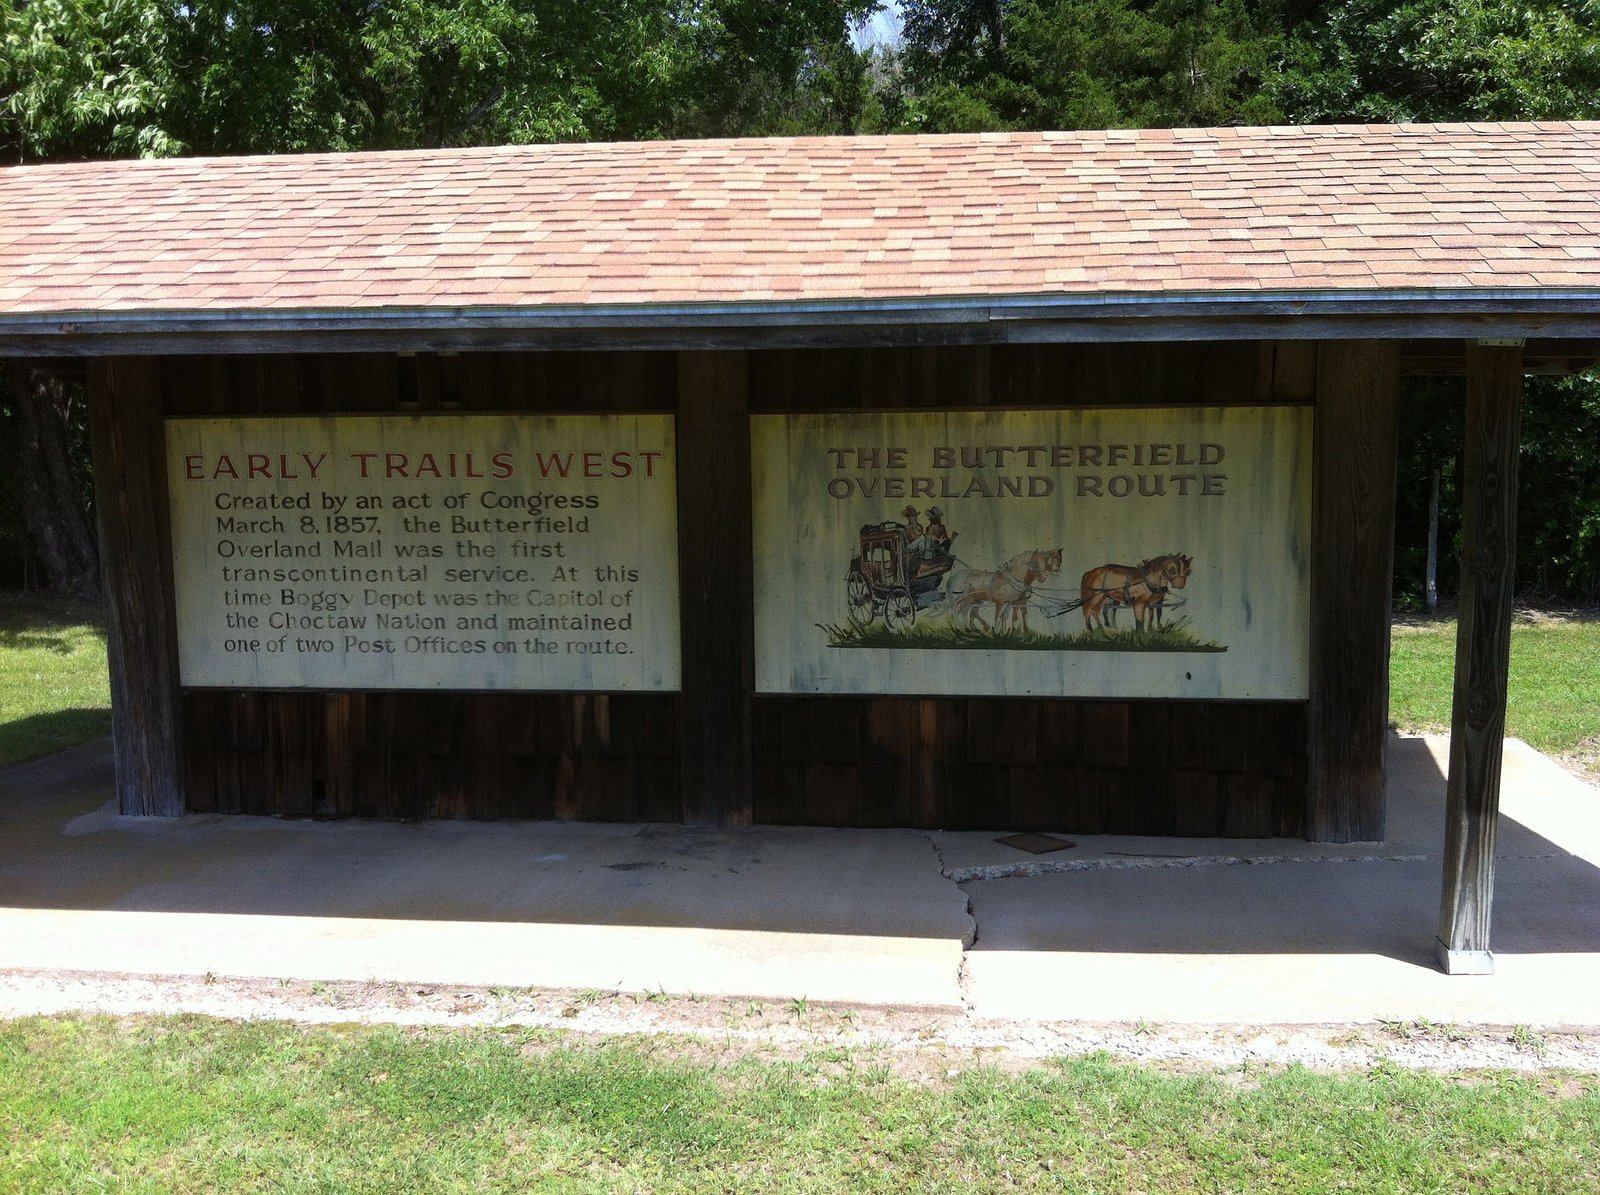 EARLY TRAILS WEST
Created by an act of Congress
March 8, 1857, the Butterfield
Overland Mail was the first
transcontinental service. At this
time Boggy Depot was the Capitol of
the Choctaw Nation and maintained
one of two Post Offices on the route.
THE BUTTERFIELD
OVERLAND ROUTE